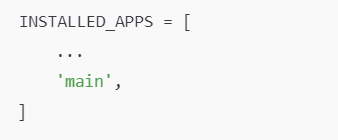 INSTALLED_APPS = [
    ...
    'main',
]